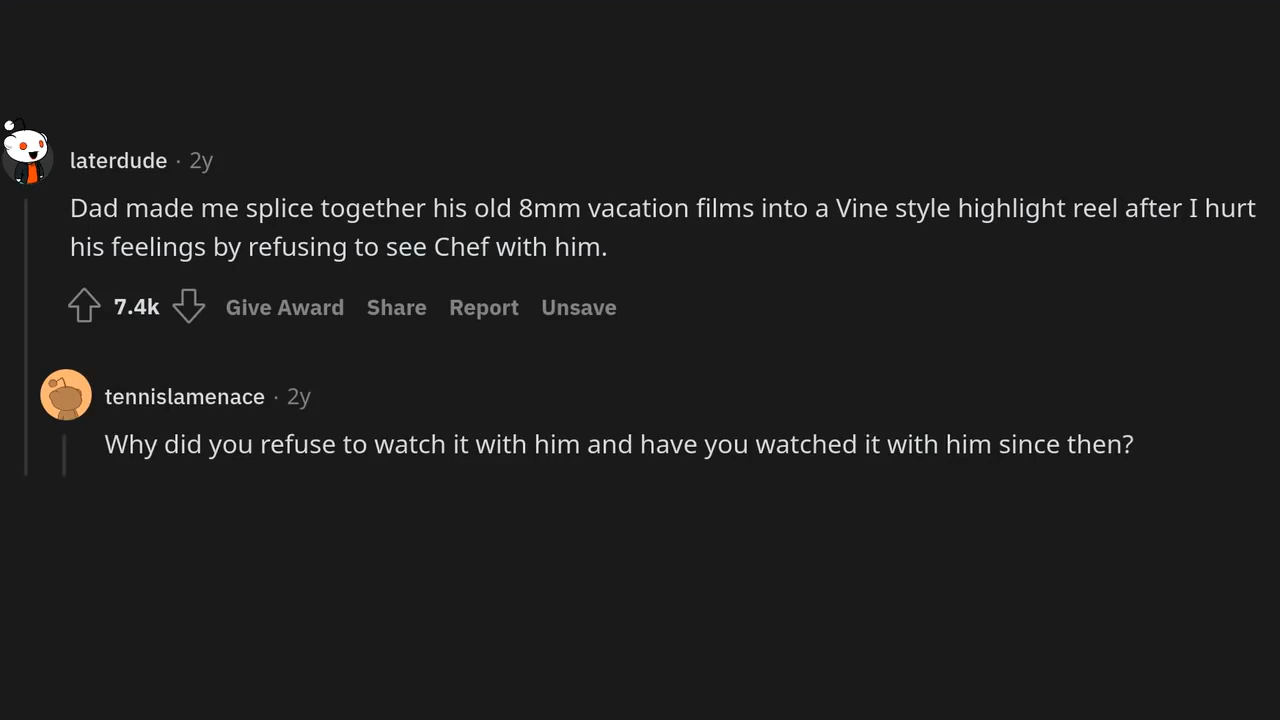 laterdude · 2y
Dad made me splice together his old 8mm vacation films into a Vine style highlight reel after I hurt
his feelings by refusing to see Chef with him.
7.4k Give Award Share Report Unsave
tennislamenace · 2y
Why did you refuse to watch it with him and have you watched it with him since then?